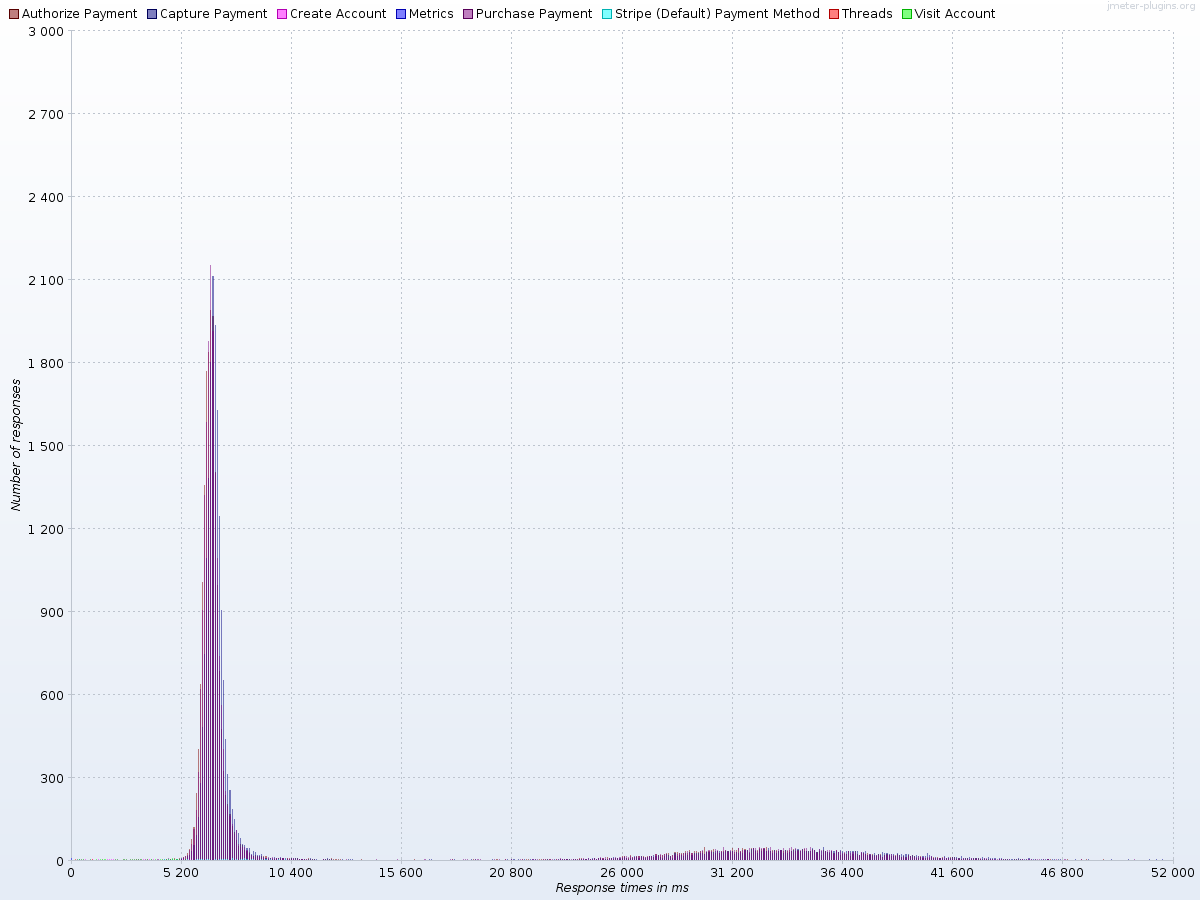 jmeter-plugins.org
Authorize Payment Capture Payment Create Account Metrics Purchase Payment Stripe (Default) Payment Method Threads Visit Account
3 000
2 700
2 400
2 100
1 800
1 500
1 200
900
600
300
0
Number of responses
0 5 200 10 400 15 600 20 800 26 000 31 200 36 400 41 600 46 800 52 000
Response times in ms